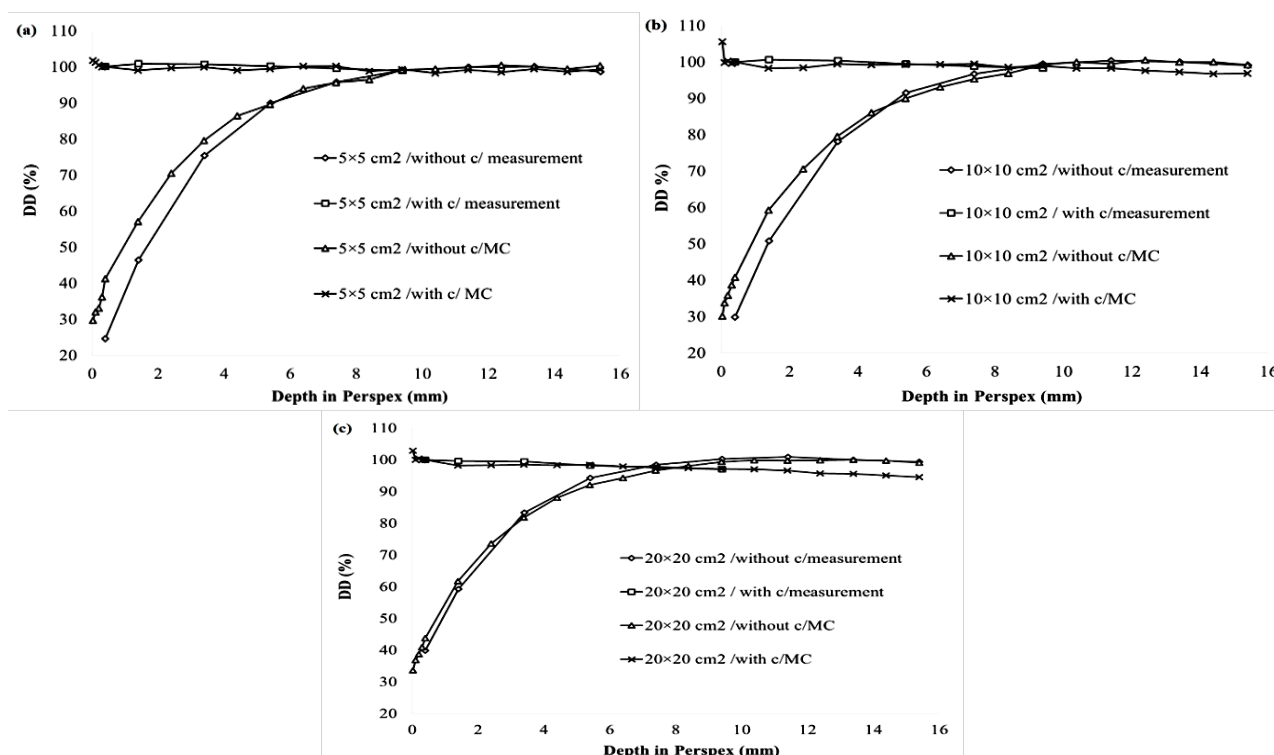 (a)
110
100
90
80
70
60
50
40
30
20
DD (%)
5×5 cm2 /without c/ measurement
5×5 cm2 /with c/ measurement
5×5 cm2 /without c/MC
5×5 cm2 /with c/ MC
0 2 4 6 8 10 12 14 16
Depth in Perspex (mm)
(b)
110
100
90
80
70
60
50
40
30
20
DD %)
10×10 cm2 /without c/measurement
10×10 cm2 / with c/measurement
10×10 cm2 /without c/MC
10×10 cm2 /with c/MC
0 2 4 6 8 10 12 14 16
Depth in Perspex (mm)
(c)
110
100
90
80
70
60
50
40
30
20
DD (%)
20×20 cm2 /without c/measurement
20×20 cm2 / with c/measurement
20×20 cm2 /without c/MC
20×20 cm2 /with c/MC
0 2 4 6 8 10 12 14 16
Depth in Perspex (mm)